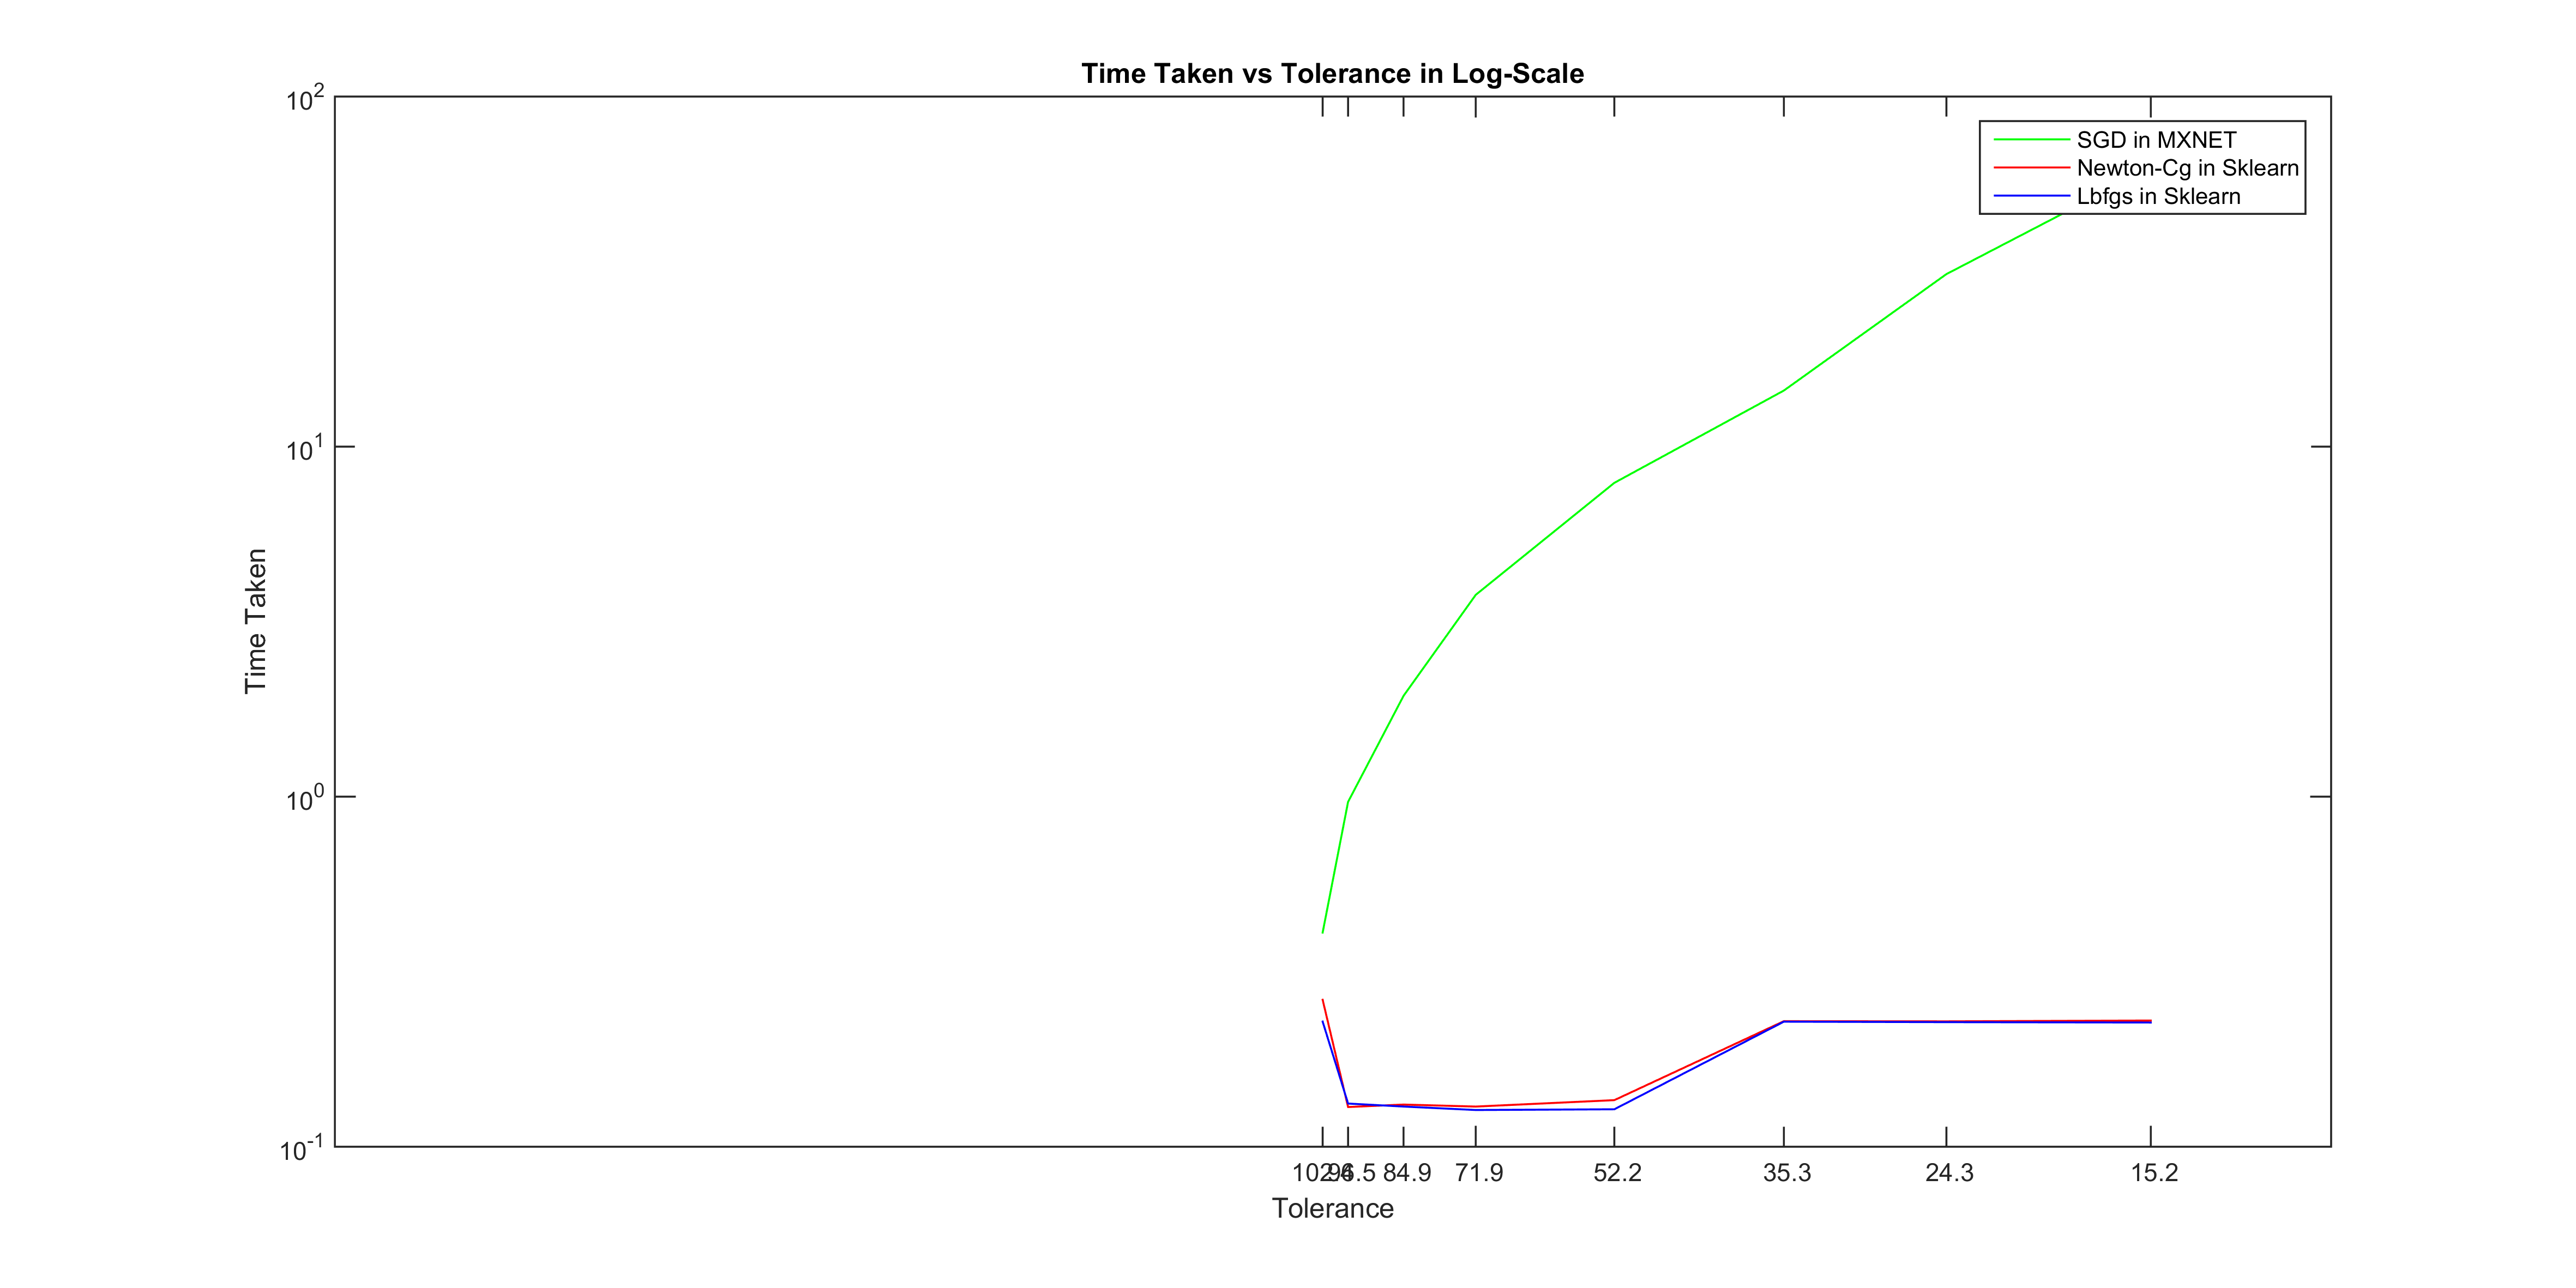 Time Taken vs Tolerance in Log-Scale
10^2
SGD in MXNET
Newton-Cg in Sklearn
Lbfgs in Sklearn
10^1
Time Taken
10^0
10^-1
84.9 71.9 52.2 35.3 24.3 15.2
Tolerance